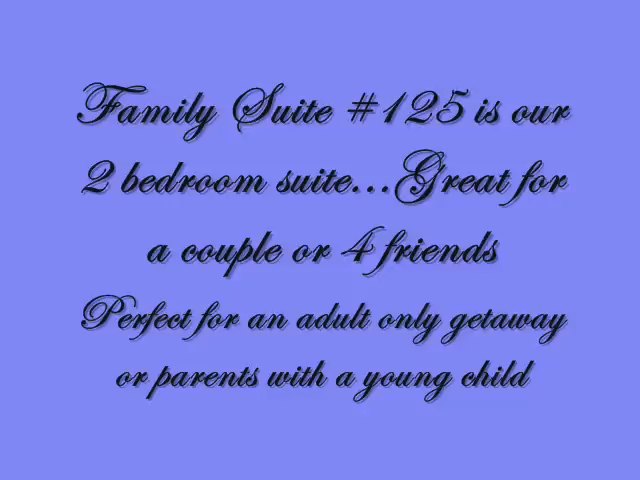 Family Suite #125 is our
2 bedroom suite...Great for
a couple or 4 friends
Perfect for an adult only getaway
or parents with a young child